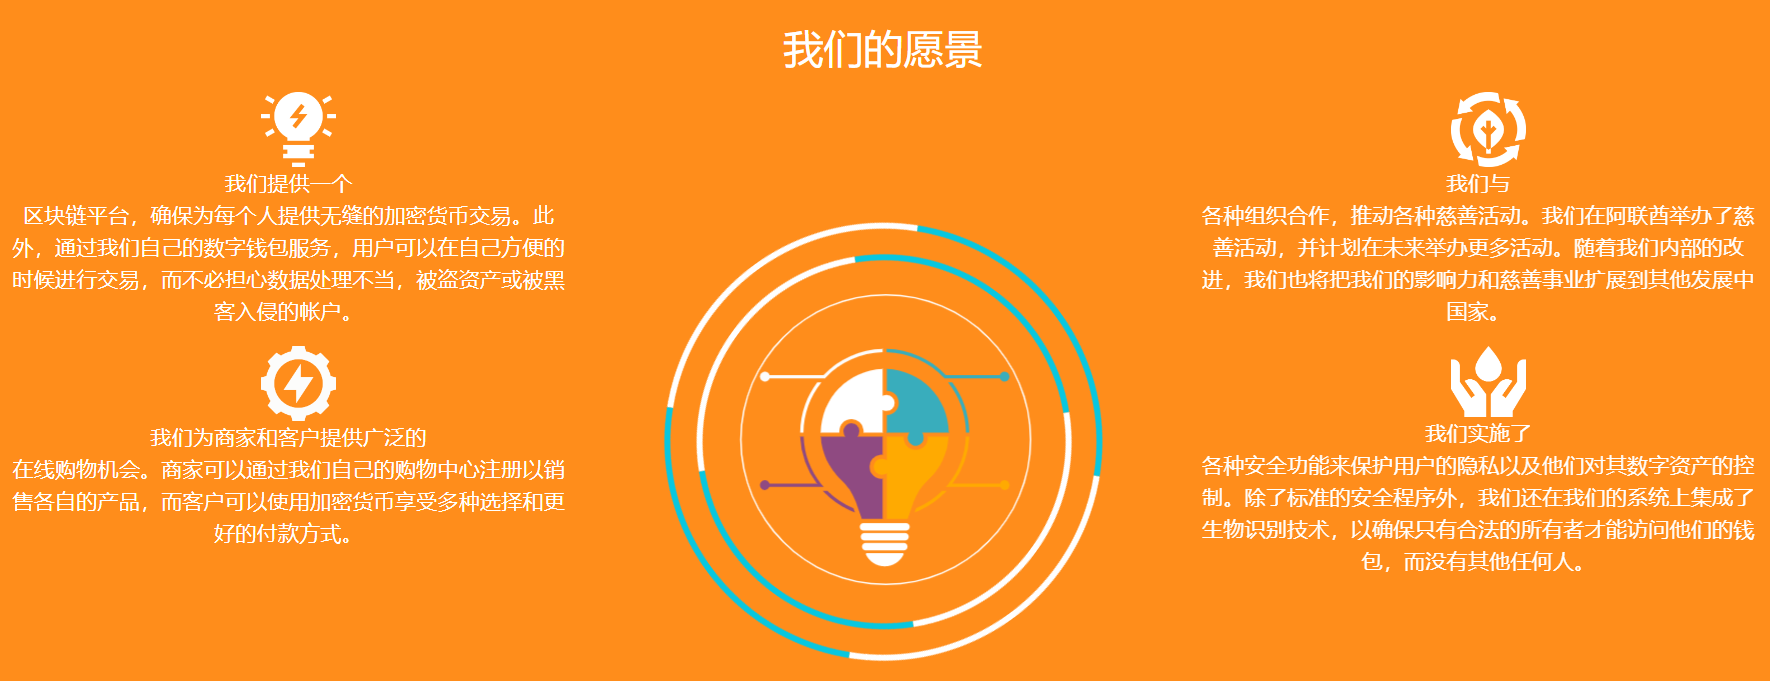 我们的愿景
我们提供一个
区块链平台，确保为每个人提供无缝的加密货币交易。此
外，通过我们自己的数字钱包服务，用户可以在自己方便的
时候进行交易，而不必担心数据处理不当，被盗资产或被黑
客入侵的帐户。
我们为商家和客户提供广泛的
在线购物机会。商家可以通过我们自己的购物中心注册以销
售各自的产品，而客户可以使用加密货币享受多种选择和更
好的付款方式。
我们与
各种组织合作，推动各种慈善活动。我们在阿联酋举办了慈
善活动，并计划在未来举办更多活动。随着我们内部的改
进，我们也将把我们的影响力和慈善事业扩展到其他发展中
国家。
我们实施了
各种安全功能来保护用户的隐私以及他们对其数字资产的控
制。除了标准的安全程序外，我们还在我们的系统上集成了
生物识别技术，以确保只有合法的所有者才能访问他们的钱
包，而没有其他任何人。